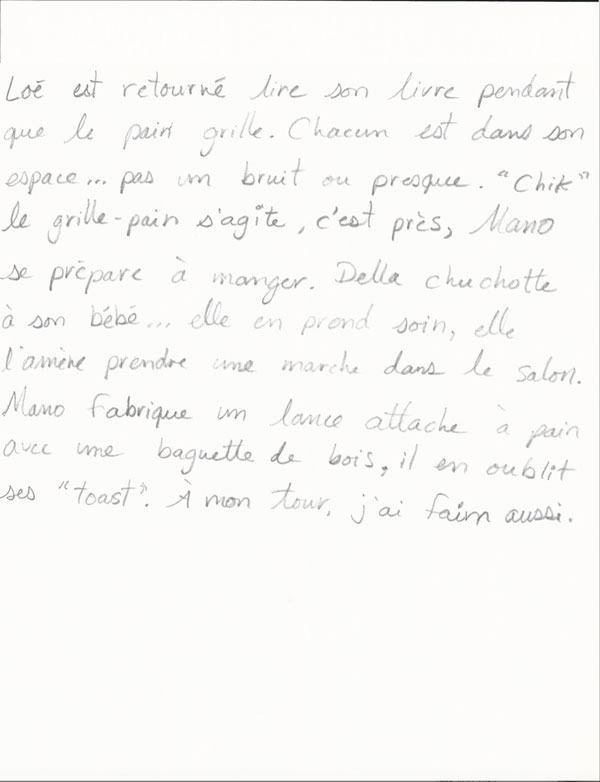 Loé est retourné lire son livre pendant
que le pain grille. Chacun est dans son
espace... pas un bruit ou presque. "Chik"
le grille-pain s'agite, c'est près, Mano
se prépare à manger. Della chuchotte
à son bébé... elle en prend soin, elle
l'amène prendre une marche dans le salon.
Mano fabrique un lance attache à pain
avec une baguette de bois, il en oublit
ses "toast". À mon tour, j'ai faim aussi.